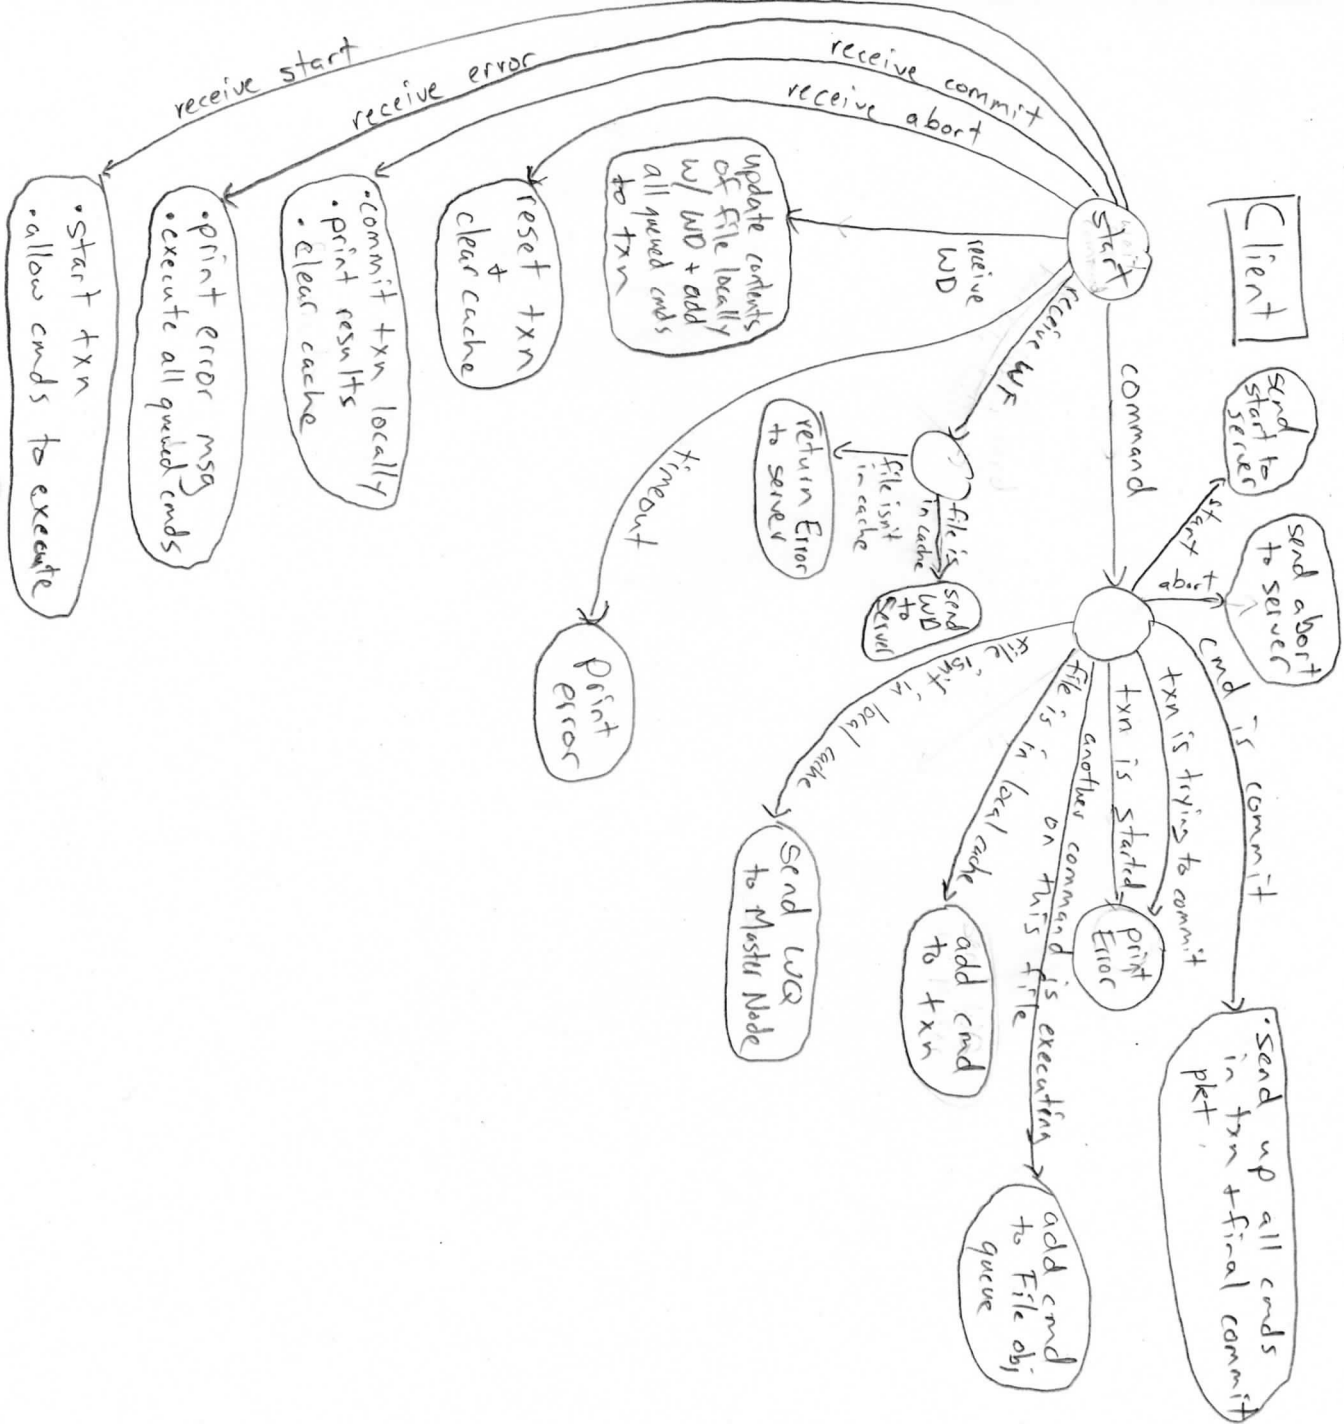 Client
start
receive start
receive error
receive commit
receive abort
receive
WD
receive WF
timeout
command
• start txn
• allow cmds to execute
• print error msg
• execute all queued cmds
• commit txn locally
• print results
• clear cache
reset txn
+
clear cache
update contents
of file locally
w/ WD + add
all queued cmds
to txn
file isn't
in cache
return Error
to server
file is
in cache
send
WD
to
server
print
error
start
send
start to
server
abort
send abort
to server
cmd is commit
• send up all cmds
in txn + final commit
pkt.
txn is trying to commit
txn is started
print
Error
another command is executing
on this file
add cmd
to File obj
queue
file is in local cache
add cmd
to txn
file isn't in local cache
Send WQ
to Master Node